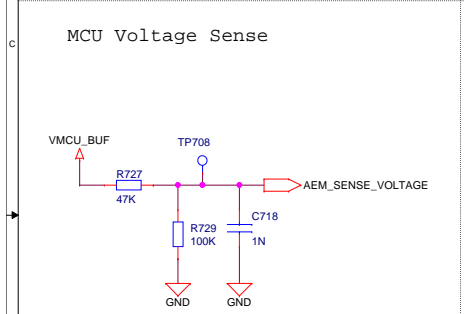 C
MCU Voltage Sense
VMCU_BUF
TP708
R727
47K
AEM_SENSE_VOLTAGE
R729
100K
C718
1N
GND
GND